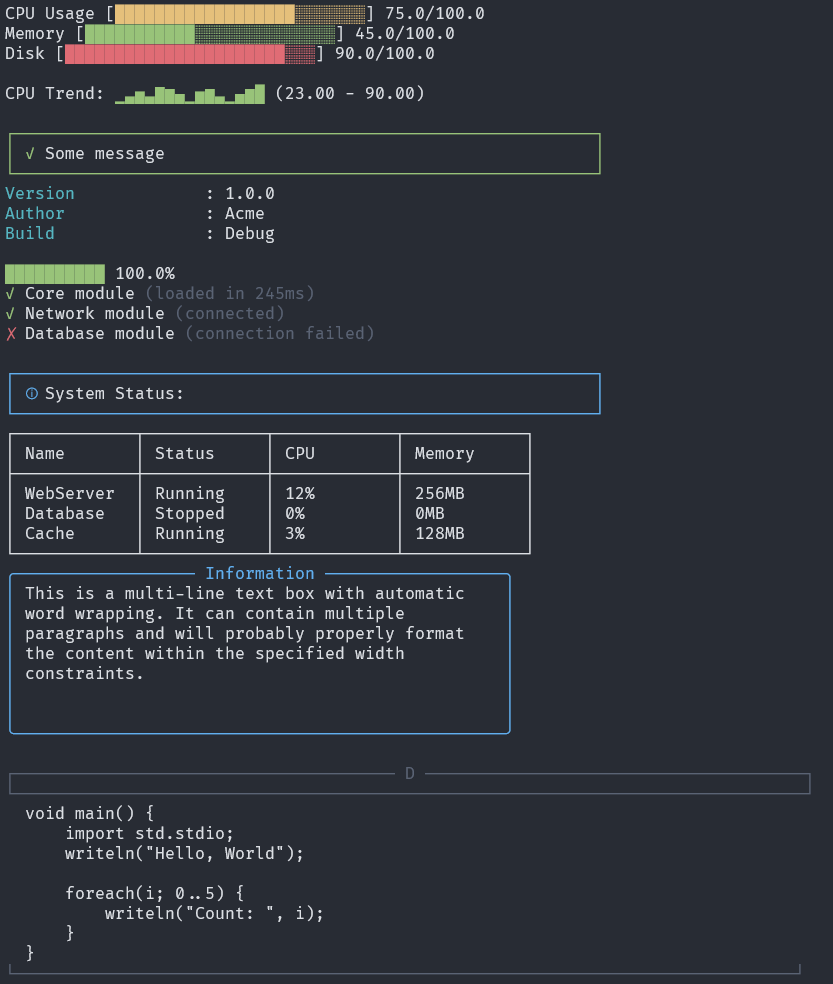 CPU Usage [██████████████████▒▒▒▒▒▒▒] 75.0/100.0
Memory [███████████▒▒▒▒▒▒▒▒▒▒▒▒▒▒] 45.0/100.0
Disk [██████████████████████▒▒▒] 90.0/100.0
CPU Trend: ▁▃▅▃▇▆▄▁▅▆▃▁▄▆█ (23.00 - 90.00)
√ Some message
Version : 1.0.0
Author : Acme
Build : Debug
██████████ 100.0%
√ Core module (loaded in 245ms)
√ Network module (connected)
✗ Database module (connection failed)
ⓘ System Status:
Name Status CPU Memory
WebServer Running 12% 256MB
Database Stopped 0% 0MB
Cache Running 3% 128MB
Information
This is a multi-line text box with automatic
word wrapping. It can contain multiple
paragraphs and will probably properly format
the content within the specified width
constraints.
D
void main() {
    import std.stdio;
    writeln("Hello, World");
    foreach(i; 0..5) {
        writeln("Count: ", i);
    }
}